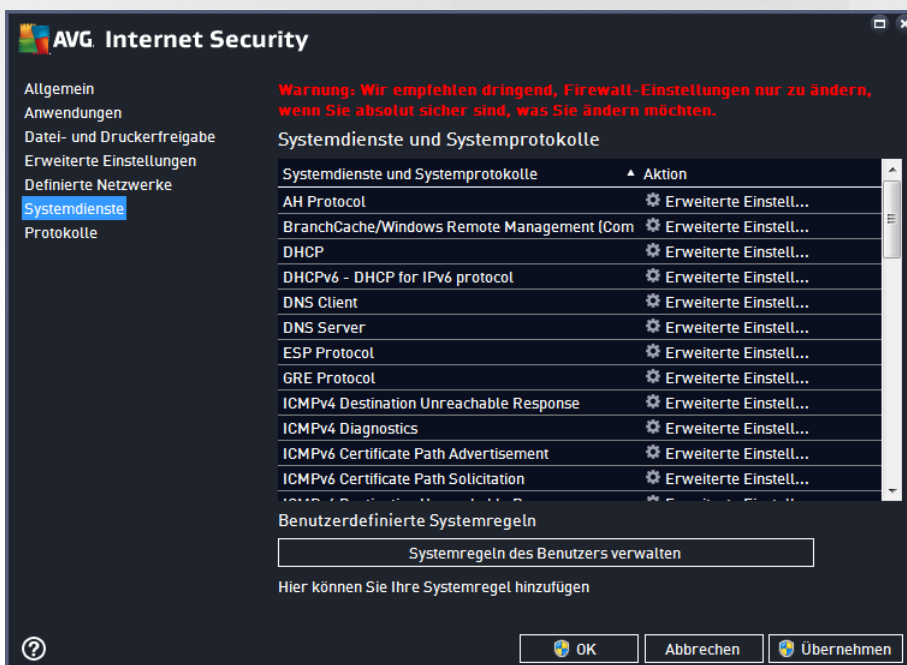 AVG. Internet Security
Allgemein
Anwendungen
Datei- und Druckerfreigabe
Erweiterte Einstellungen
Definierte Netzwerke
Systemdienste
Protokolle
Warnung: Wir empfehlen dringend, Firewall-Einstellungen nur zu ändern,
wenn Sie absolut sicher sind, was Sie ändern möchten.
Systemdienste und Systemprotokolle
Systemdienste und Systemprotokolle Aktion
AH Protocol Erweiterte Einstell...
BranchCache/Windows Remote Management (Com Erweiterte Einstell...
DHCP Erweiterte Einstell...
DHCPv6 - DHCP for IPv6 protocol Erweiterte Einstell...
DNS Client Erweiterte Einstell...
DNS Server Erweiterte Einstell...
ESP Protocol Erweiterte Einstell...
GRE Protocol Erweiterte Einstell...
ICMPv4 Destination Unreachable Response Erweiterte Einstell...
ICMPv4 Diagnostics Erweiterte Einstell...
ICMPv6 Certificate Path Advertisement Erweiterte Einstell...
ICMPv6 Certificate Path Solicitation Erweiterte Einstell...
Benutzerdefinierte Systemregeln
Systemregeln des Benutzers verwalten
Hier können Sie Ihre Systemregel hinzufügen
OK Abbrechen Übernehmen